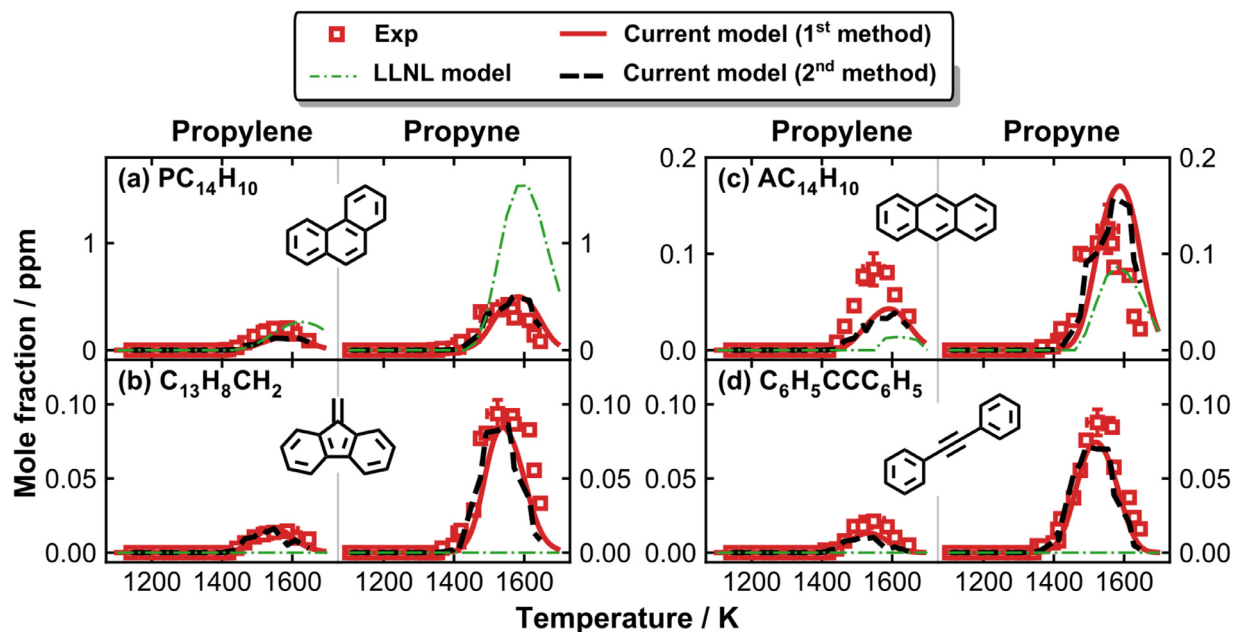 Exp
Current model (1st method)
LLNL model
Current model (2nd method)
Propylene Propyne
Propylene Propyne
Mole fraction / ppm
(a) PC14H10
1
0
1
0
(c) AC14H10
0.2
0.1
0.0
0.2
0.1
0.0
(b) C13H8CH2
0.10
0.05
0.00
0.10
0.05
0.00
(d) C6H5CCC6H5
0.10
0.05
0.00
0.10
0.05
0.00
1200 1400 1600 1200 1400 1600
1200 1400 1600 1200 1400 1600
Temperature / K